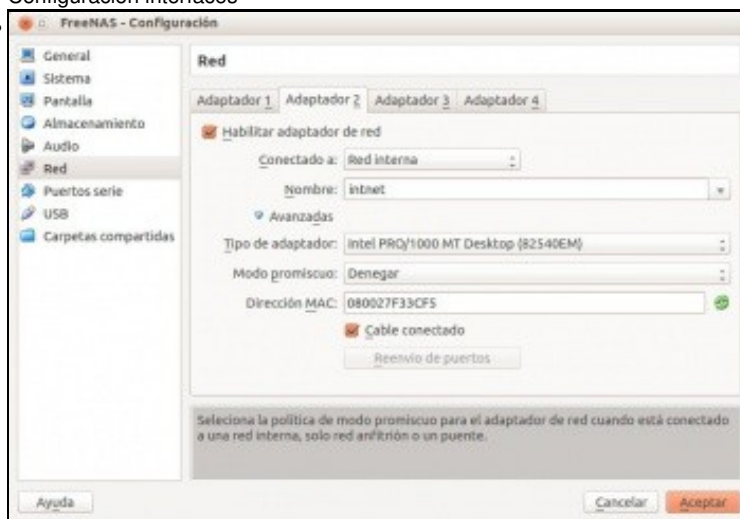 Configuración interfaces
FreeNAS - Configuración
General
Sistema
Pantalla
Almacenamiento
Audio
Red
Puertos serie
USB
Carpetas compartidas
Red
Adaptador 1 Adaptador 2 Adaptador 3 Adaptador 4
Habilitar adaptador de red
Conectado a: Red interna
Nombre: intnet
Avanzadas
Tipo de adaptador: Intel PRO/1000 MT Desktop (82540EM)
Modo promiscuo: Denegar
Dirección MAC: 080027F33CF5
Cable conectado
Reenvio de puertos
Selecciona la política de modo promiscuo para el adaptador de red cuando está conectado
a una red interna, solo red anfitrión o un puente.
Ayuda Cancelar Aceptar